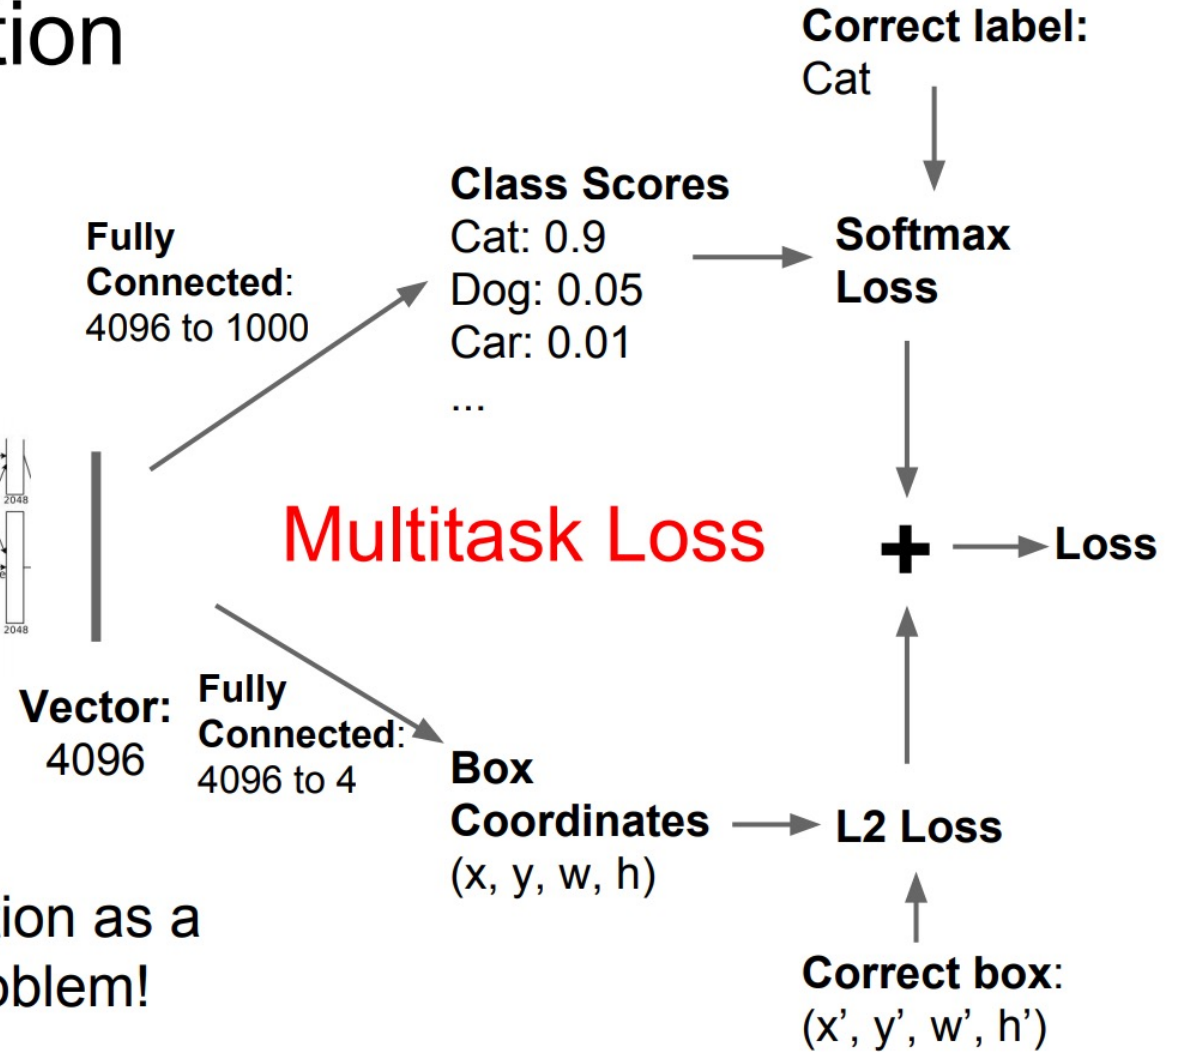 tion
Correct label:
Cat
Fully
Connected:
4096 to 1000
Class Scores
Cat: 0.9
Dog: 0.05
Car: 0.01
...
Softmax
Loss
2048
2048
Multitask Loss
+
Loss
Vector:
4096
Fully
Connected:
4096 to 4
Box
Coordinates
(x, y, w, h)
L2 Loss
Correct box:
(x’, y’, w’, h’)
ion as a
oblem!